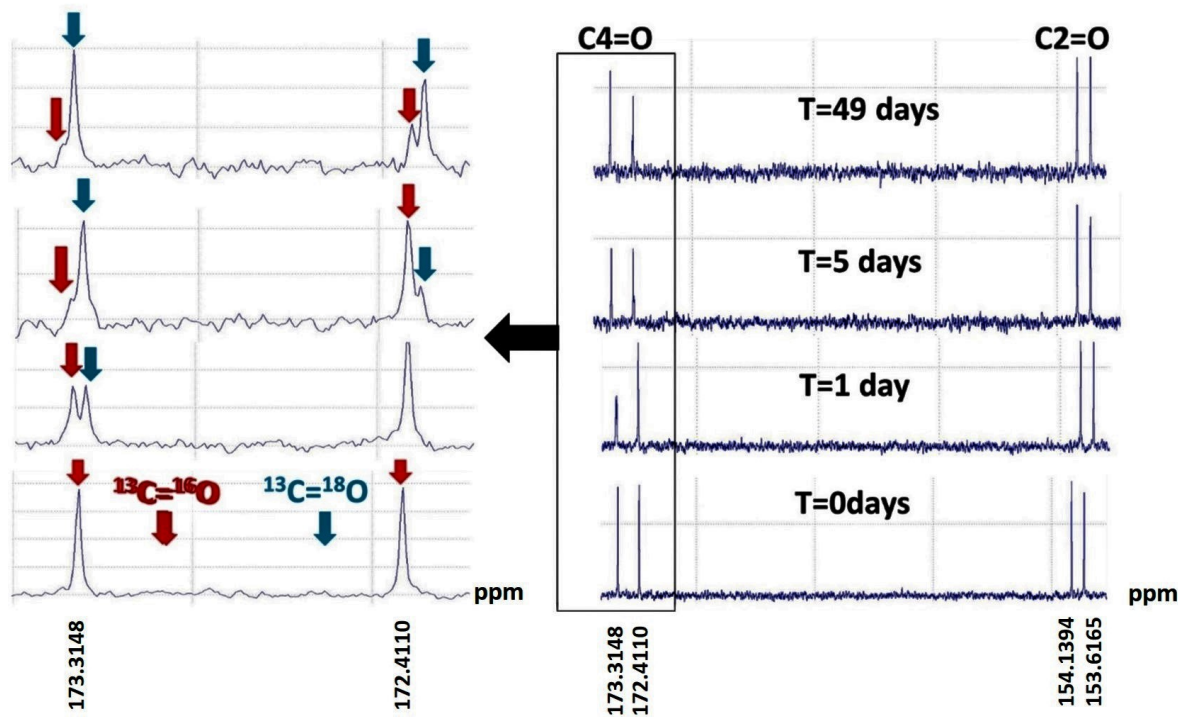 C4=O C2=O
T=49 days
T=5 days
T=1 day
¹³C=¹⁶O ¹³C=¹⁸O T=0days
ppm ppm
173.3148 172.4110 173.3148 172.4110 154.1394 153.6165